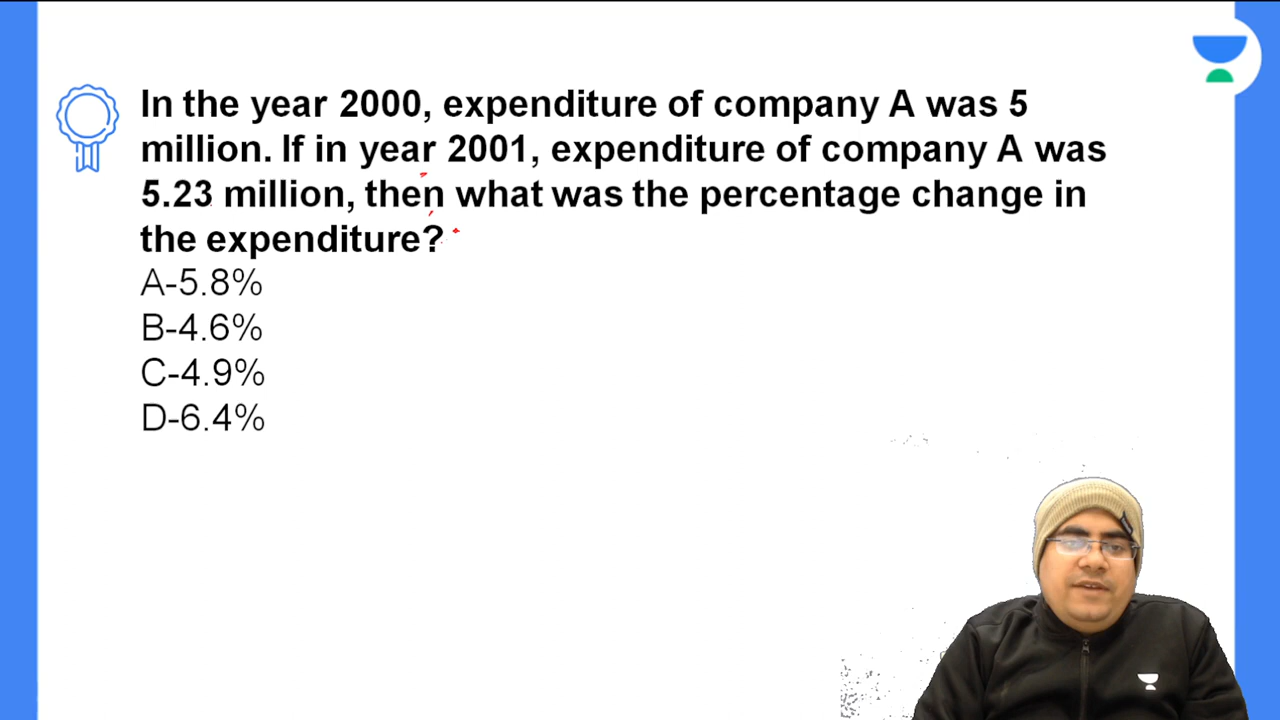 In the year 2000, expenditure of company A was 5
million. If in year 2001, expenditure of company A was
5.23 million, then what was the percentage change in
the expenditure?
A-5.8%
B-4.6%
C-4.9%
D-6.4%